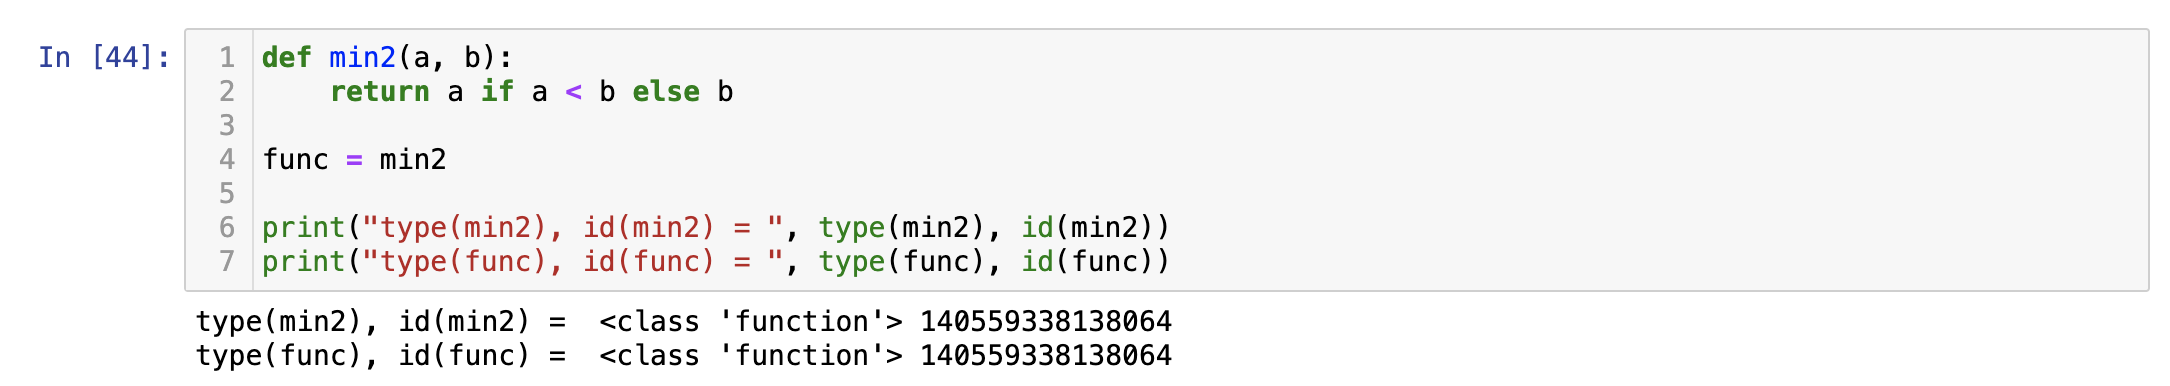 In [44]:
1 def min2(a, b):
2     return a if a < b else b
3
4 func = min2
5
6 print("type(min2), id(min2) = ", type(min2), id(min2))
7 print("type(func), id(func) = ", type(func), id(func))
type(min2), id(min2) =  <class 'function'> 140559338138064
type(func), id(func) =  <class 'function'> 140559338138064